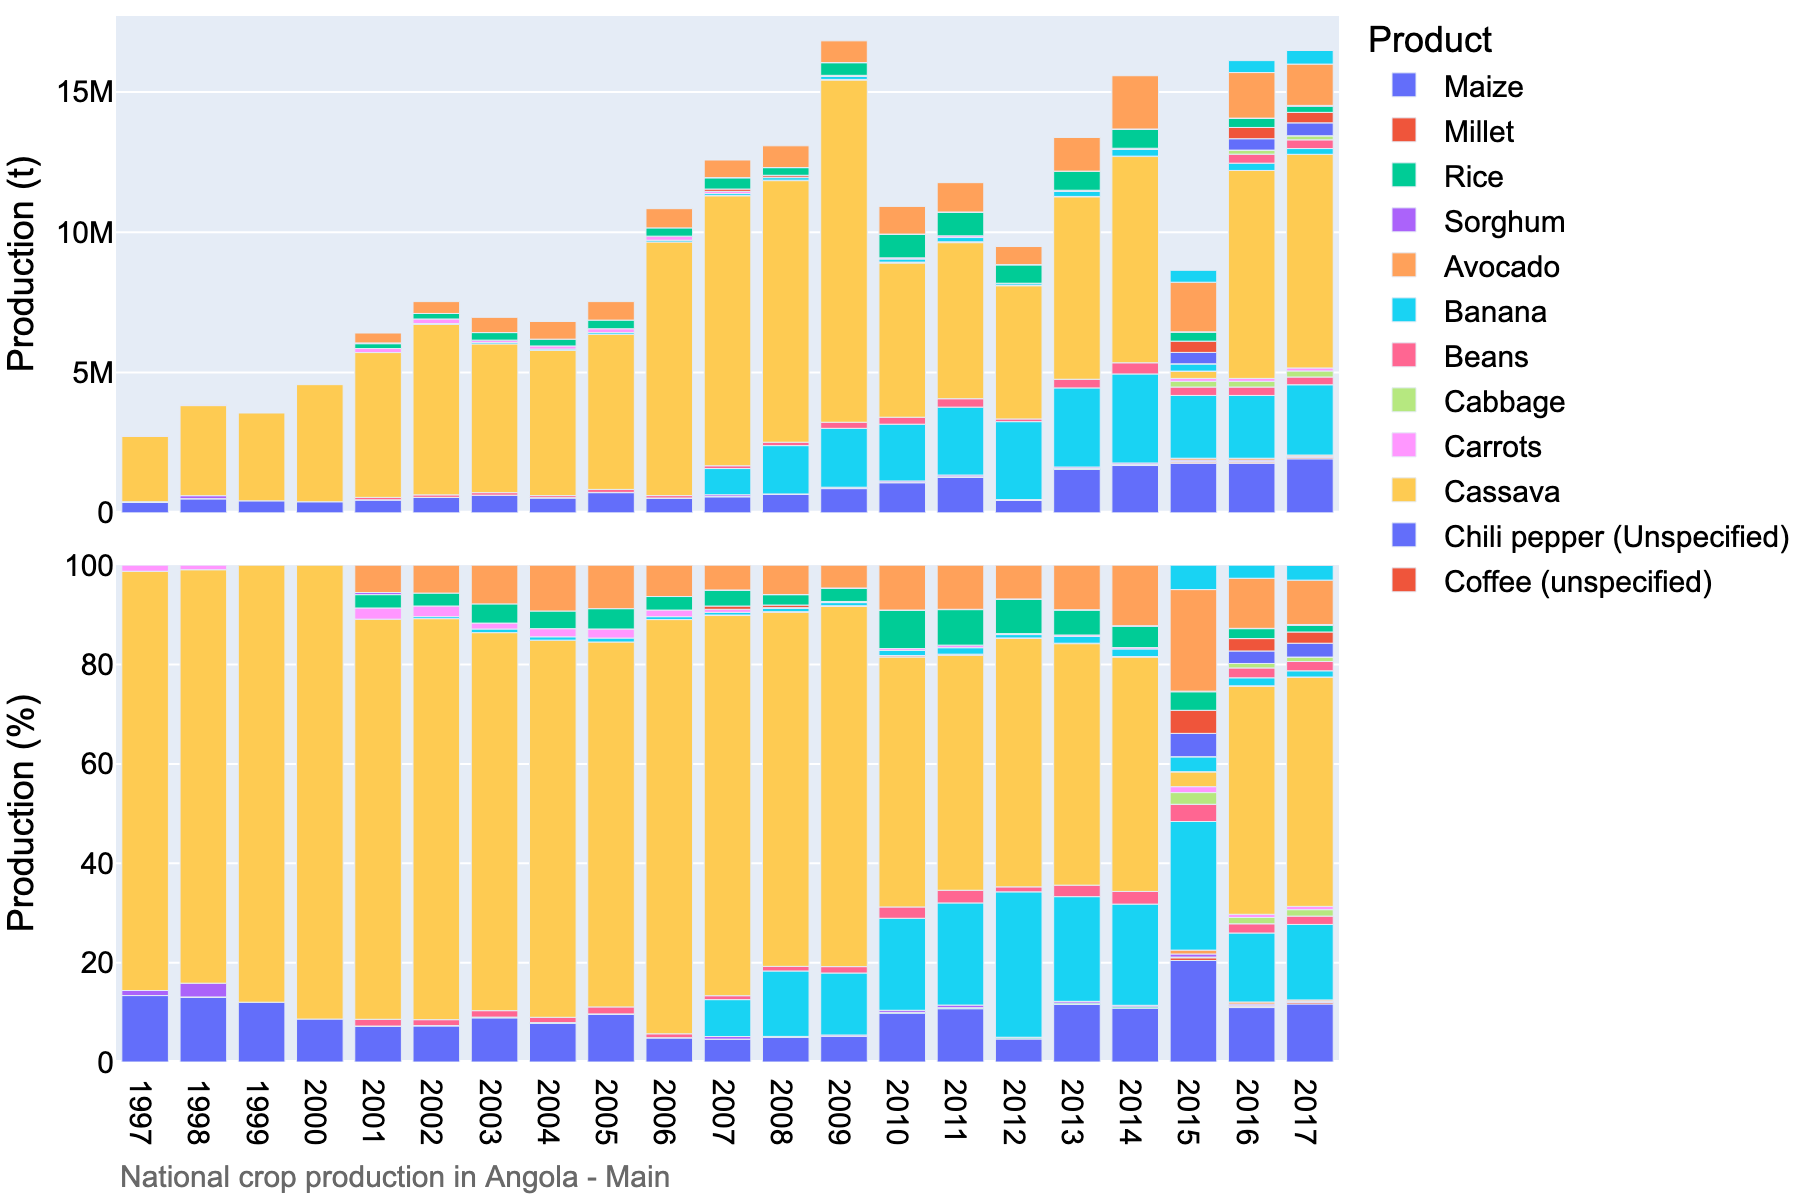 Production (t)
15M
10M
5M
0
Production (%)
100
80
60
40
20
0
1997
1998
1999
2000
2001
2002
2003
2004
2005
2006
2007
2008
2009
2010
2011
2012
2013
2014
2015
2016
2017
National crop production in Angola - Main
Product
Maize
Millet
Rice
Sorghum
Avocado
Banana
Beans
Cabbage
Carrots
Cassava
Chili pepper (Unspecified)
Coffee (unspecified)